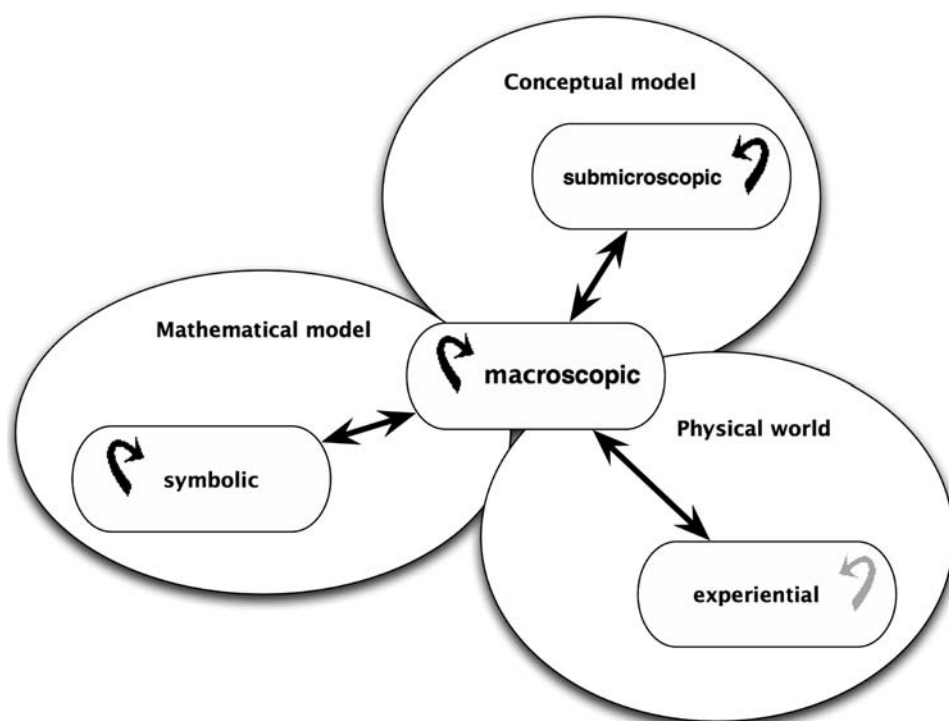 Conceptual model
submicroscopic
Mathematical model
macroscopic
Physical world
symbolic
experiential